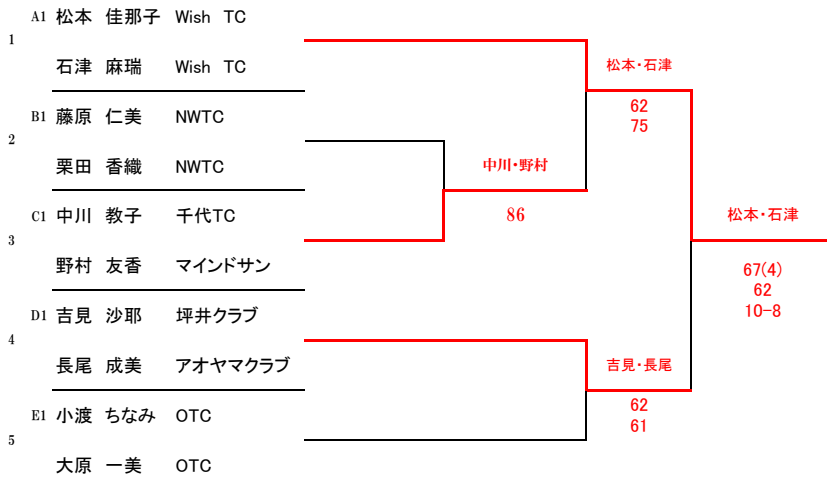 A1 松本 佳那子 Wish TC
1
石津 麻瑞 Wish TC
松本・石津
62
75
B1 藤原 仁美 NWTC
2
栗田 香織 NWTC
中川・野村
86
C1 中川 教子 千代TC
3
野村 友香 マインドサン
松本・石津
67(4)
62
10-8
D1 吉見 沙耶 坪井クラブ
4
長尾 成美 アオヤマクラブ
吉見・長尾
62
61
E1 小渡 ちなみ OTC
5
大原 一美 OTC